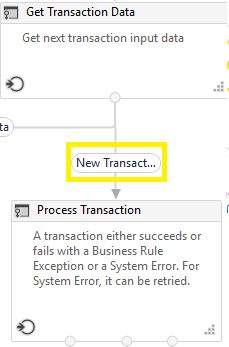 Get Transaction Data
Get next transaction input data
ta
New Transact...
Process Transaction
A transaction either succeeds or
fails with a Business Rule
Exception or a System Error. For
System Error, it can be retried.